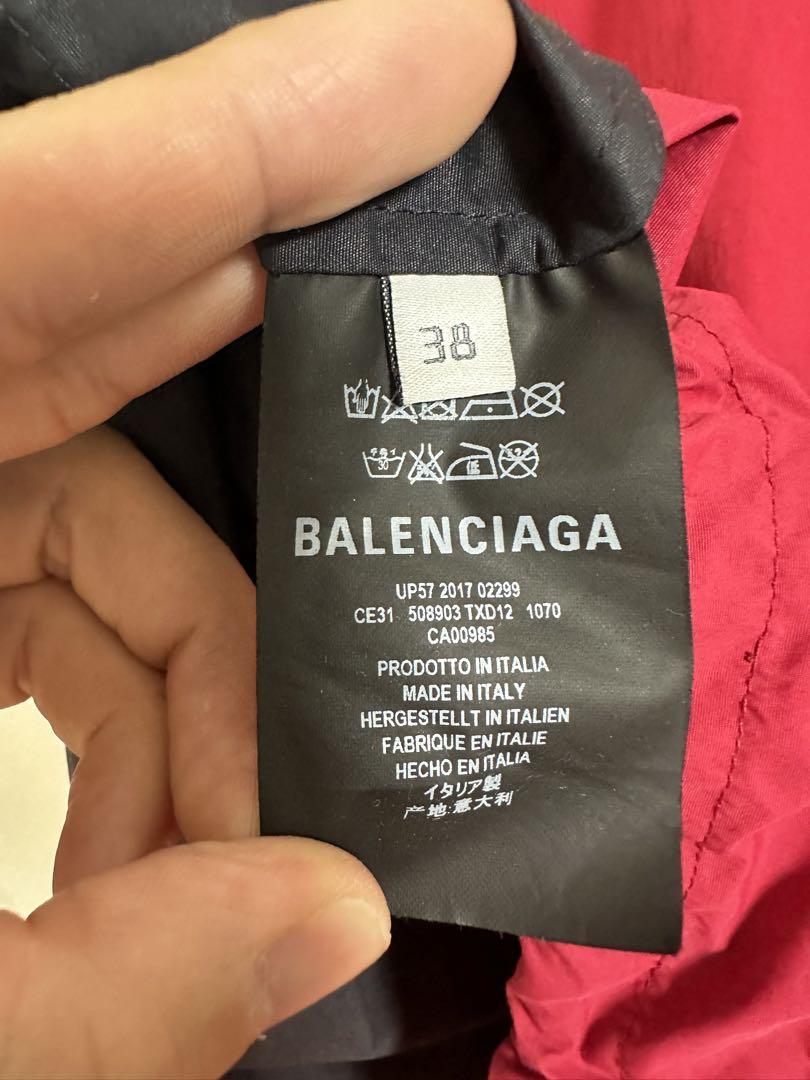 38
30
BALENCIAGA
UP57 2017 02299
CE31 508903 TXD12 1070
CA00985
PRODOTTO IN ITALIA
MADE IN ITALY
HERGESTELLT IN ITALIEN
FABRIQUE EN ITALIE
HECHO EN ITALIA
イタリア製
产地:意大利